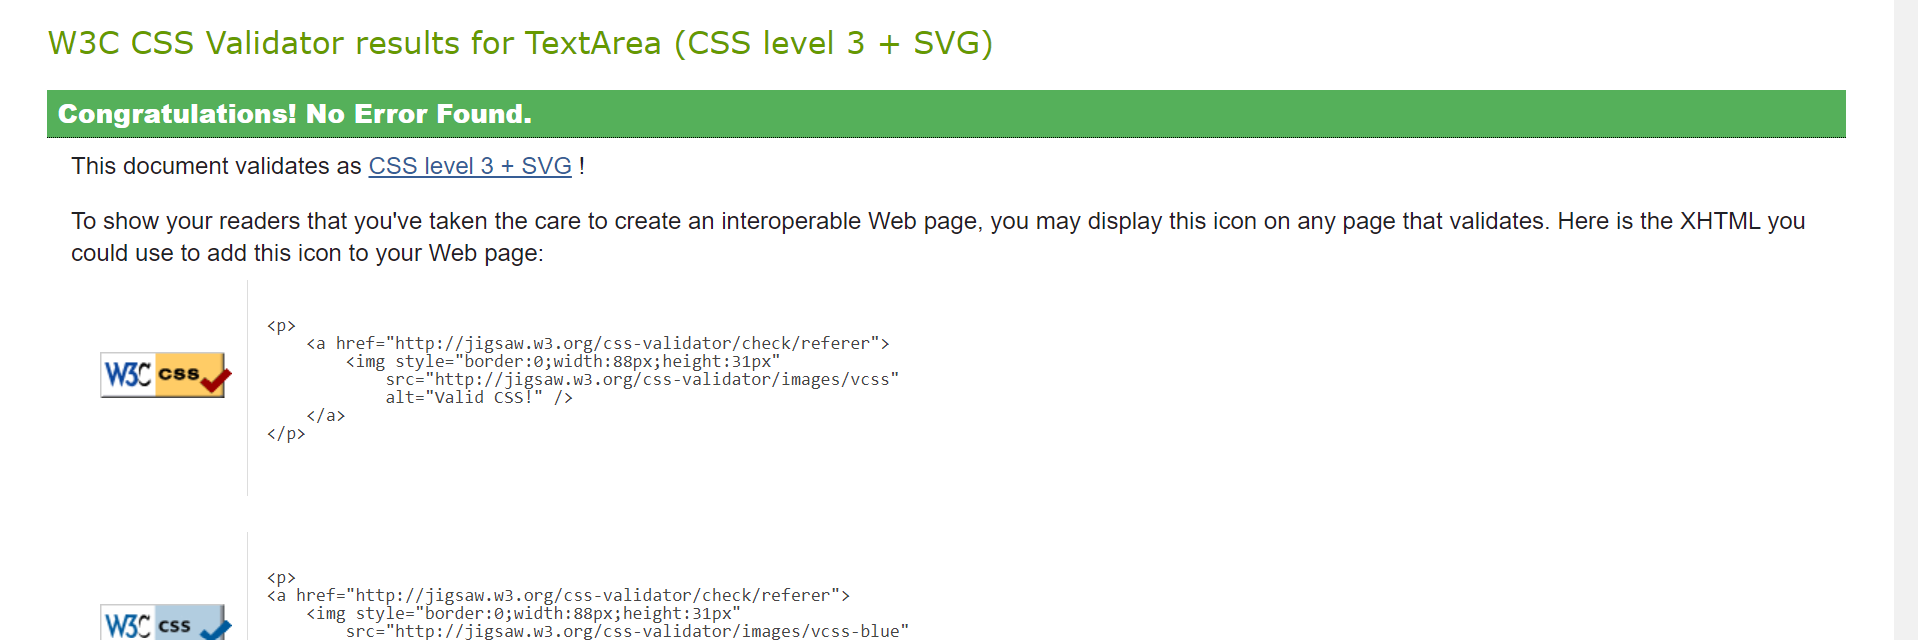 W3C CSS Validator results for TextArea (CSS level 3 + SVG)
Congratulations! No Error Found.
This document validates as CSS level 3 + SVG !
To show your readers that you've taken the care to create an interoperable Web page, you may display this icon on any page that validates. Here is the XHTML you
could use to add this icon to your Web page:
W3C css
<p>
    <a href="http://jigsaw.w3.org/css-validator/check/referer">
        <img style="border:0;width:88px;height:31px"
            src="http://jigsaw.w3.org/css-validator/images/vcss"
            alt="Valid CSS!" />
    </a>
</p>
W3C css
<p>
<a href="http://jigsaw.w3.org/css-validator/check/referer">
    <img style="border:0;width:88px;height:31px"
        src="http://jigsaw.w3.org/css-validator/images/vcss-blue"